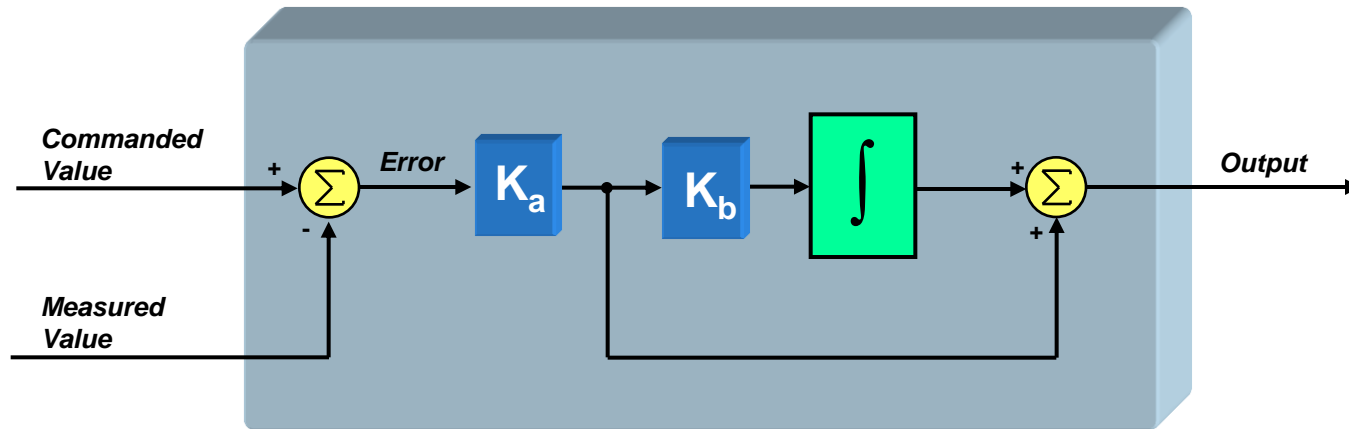 Commanded
Value
+
Σ
-
Error
Ka
Kb
∫
+
Σ
+
Output
Measured
Value